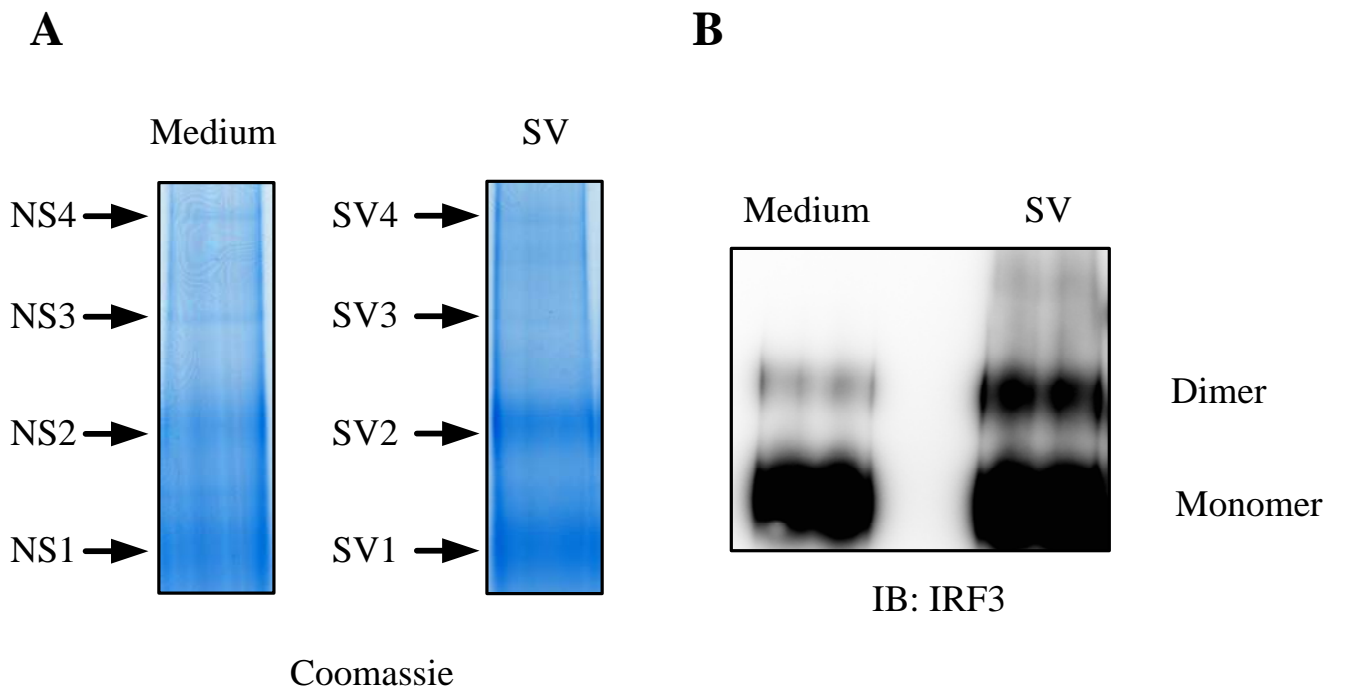 A
B
Medium
SV
NS4
NS3
NS2
NS1
SV4
SV3
SV2
SV1
Coomassie
Medium
SV
Dimer
Monomer
IB: IRF3